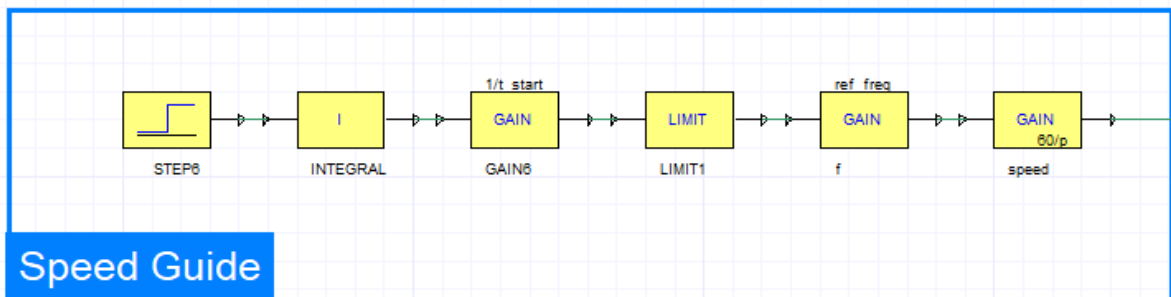 1/t_start
ref_freq
I
GAIN
LIMIT
GAIN
GAIN
60/p
STEP6
INTEGRAL
GAIN6
LIMIT1
f
speed
Speed Guide